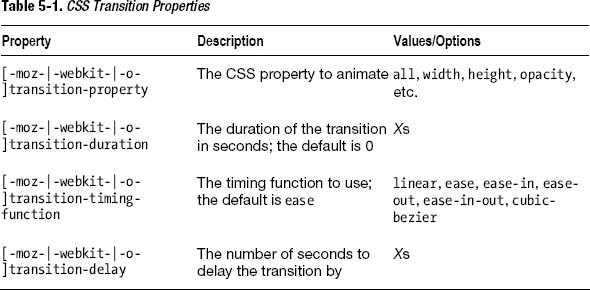 Table 5-1. CSS Transition Properties
Property Description Values/Options
[-moz-|-webkit-|-o- The CSS property to animate all, width, height, opacity,
]transition-property etc.
[-moz-|-webkit-|-o- The duration of the transition Xs
]transition-duration in seconds; the default is 0
[-moz-|-webkit-|-o- The timing function to use; linear, ease, ease-in, ease-
]transition-timing- the default is ease out, ease-in-out, cubic-
function bezier
[-moz-|-webkit-|-o- The number of seconds to Xs
]transition-delay delay the transition by